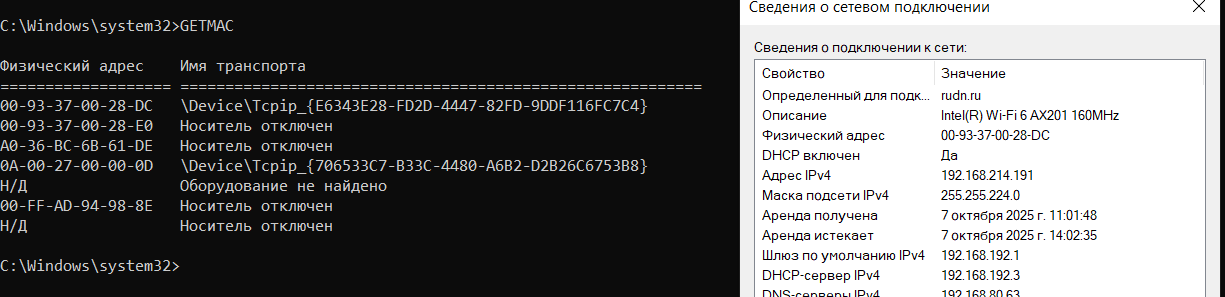 C:\Windows\system32>GETMAC
Физический адрес    Имя транспорта
=================== ==========================================================
00-93-37-00-28-DC   \Device\Tcpip_{E6343E28-FD2D-4447-82FD-9DDF116FC7C4}
00-93-37-00-28-E0   Носитель отключен
A0-36-BC-6B-61-DE   Носитель отключен
0A-00-27-00-00-0D   \Device\Tcpip_{706533C7-B33C-4480-A6B2-D2B26C6753B8}
Н/Д                 Оборудование не найдено
00-FF-AD-94-98-8E   Носитель отключен
Н/Д                 Носитель отключен
C:\Windows\system32>
Сведения о сетевом подключении
Сведения о подключении к сети:
Свойство Значение
Определенный для подк... rudn.ru
Описание Intel(R) Wi-Fi 6 AX201 160MHz
Физический адрес 00-93-37-00-28-DC
DHCP включен Да
Адрес IPv4 192.168.214.191
Маска подсети IPv4 255.255.224.0
Аренда получена 7 октября 2025 г. 11:01:48
Аренда истекает 7 октября 2025 г. 14:02:35
Шлюз по умолчанию IPv4 192.168.192.1
DHCP-сервер IPv4 192.168.192.3
DNS-серверы IPv4 192.168.80.63